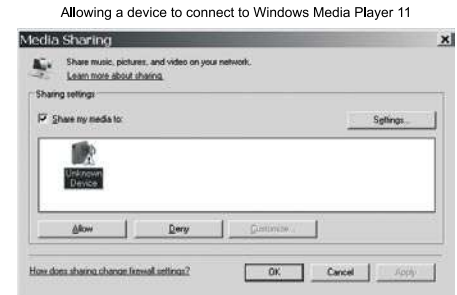 Allowing a device to connect to Windows Media Player 11
Media Sharing
Share music, pictures, and video on your network.
Learn more about sharing.
Sharing settings
Share my media to:
Settings...
Unknown
Device
Allow
Deny
Customize...
How does sharing change firewall settings?
OK
Cancel
Apply